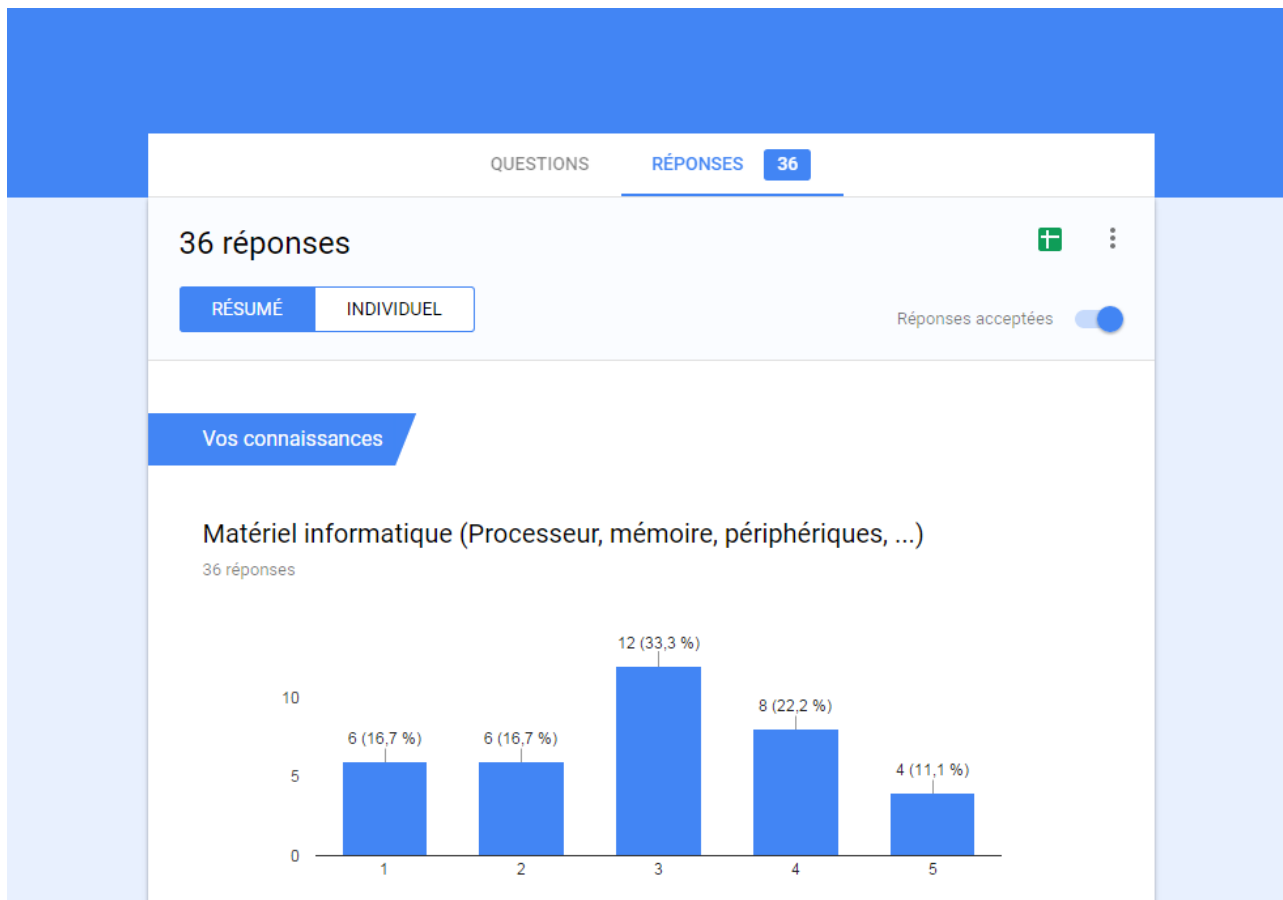 QUESTIONS RÉPONSES 36
36 réponses
RÉSUMÉ INDIVIDUEL
Réponses acceptées
Vos connaissances
Matériel informatique (Processeur, mémoire, périphériques, ...)
36 réponses
12 (33,3 %)
10
8 (22,2 %)
6 (16,7 %) 6 (16,7 %)
4 (11,1 %)
5
0
1 2 3 4 5